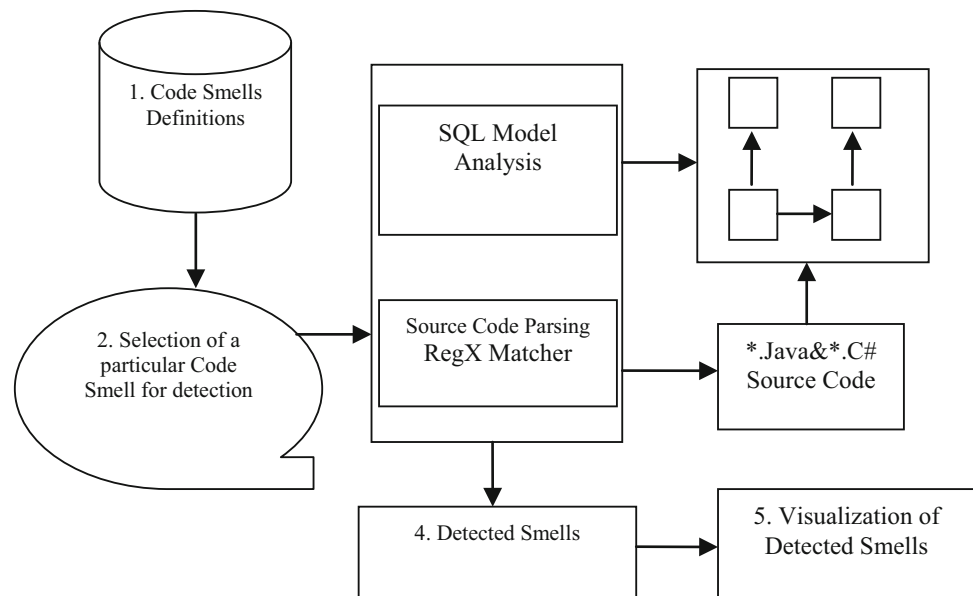 1. Code Smells
Definitions
SQL Model
Analysis
2. Selection of a
particular Code
Smell for detection
Source Code Parsing
RegX Matcher
*.Java&*.C#
Source Code
4. Detected Smells
5. Visualization of
Detected Smells